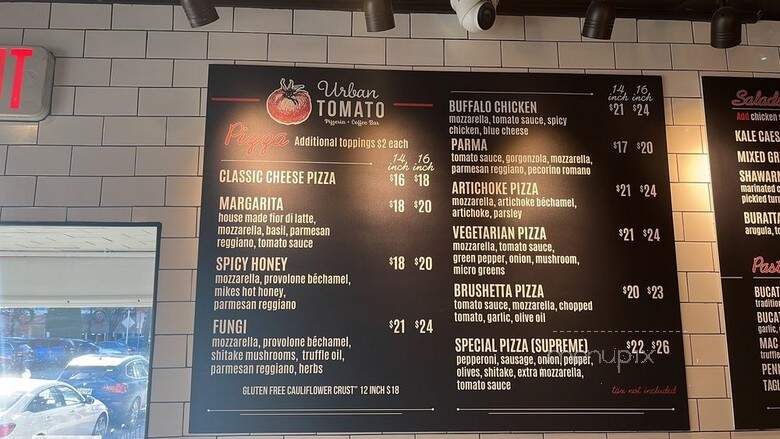 Urban
TOMATO
Pizzeria + Coffee Bar
Pizza Additional toppings $2 each
14 inch 16 inch
CLASSIC CHEESE PIZZA $16 $18
MARGARITA $18 $20
house made fior di latte,
mozzarella, basil, parmesan
reggiano, tomato sauce
SPICY HONEY $18 $20
mozzarella, provolone béchamel,
mikes hot honey,
parmesan reggiano
FUNGI $21 $24
mozzarella, provolone béchamel,
shitake mushrooms, truffle oil,
parmesan reggiano, herbs
GLUTEN FREE CAULIFLOWER CRUST" 12 INCH $18
14 inch 16 inch
BUFFALO CHICKEN $21 $24
mozzarella, tomato sauce, spicy
chicken, blue cheese
PARMA $17 $20
tomato sauce, gorgonzola, mozzarella,
parmesan reggiano, pecorino romano
ARTICHOKE PIZZA $21 $24
mozzarella, artichoke béchamel,
artichoke, parsley
VEGETARIAN PIZZA $21 $24
mozzarella, tomato sauce,
green pepper, onion, mushroom,
micro greens
BRUSHETTA PIZZA $20 $23
tomato sauce, mozzarella, chopped
tomato, garlic, olive oil
SPECIAL PIZZA (SUPREME) $22 $26
pepperoni, sausage, onion, pepper,
olives, shitake, extra mozzarella,
tomato sauce
tax not included
menupix
Salad
ADD chicken
KALE CAES
MIXED GR
SHAWAR
marinated c
pickled tur
BURATA
arugula, to
Past
BUCAT
tradition
BUCAT
garlic,
MAC
truffle
PENN
TAGL